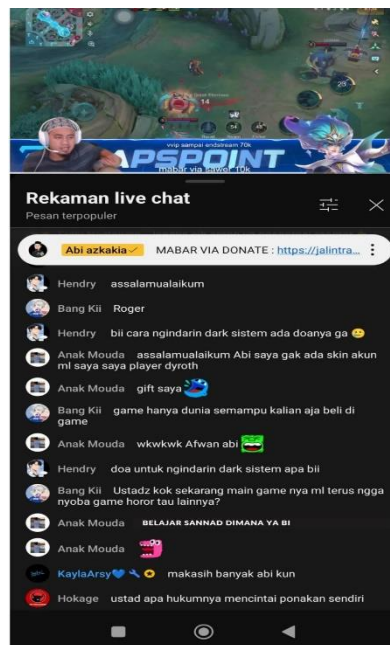 14
23
vvip sampai endstream 70k
APSPOINT
mabar via sawer 10k
Rekaman live chat
Pesan terpopuler
Abi azkakia MABAR VIA DONATE : https://jalintra...
Hendry assalamualaikum
Bang Kii Roger
Hendry bii cara ngindarin dark sistem ada doanya ga
Anak Mouda assalamualaikum Abi saya gak ada skin akun
ml saya saya player dyroth
Anak Mouda gift saya
Bang Kii game hanya dunia semampu kalian aja beli di
game
Anak Mouda wkwkwk Afwan abi
Hendry doa untuk ngindarin dark sistem apa bii
Bang Kii Ustadz kok sekarang main game nya ml terus ngga
nyoba game horor tau lainnya?
Anak Mouda BELAJAR SANNAD DIMANA YA BI
Anak Mouda
KaylaArsy makasih banyak abi kun
Hokage ustad apa hukumnya mencintai ponakan sendiri